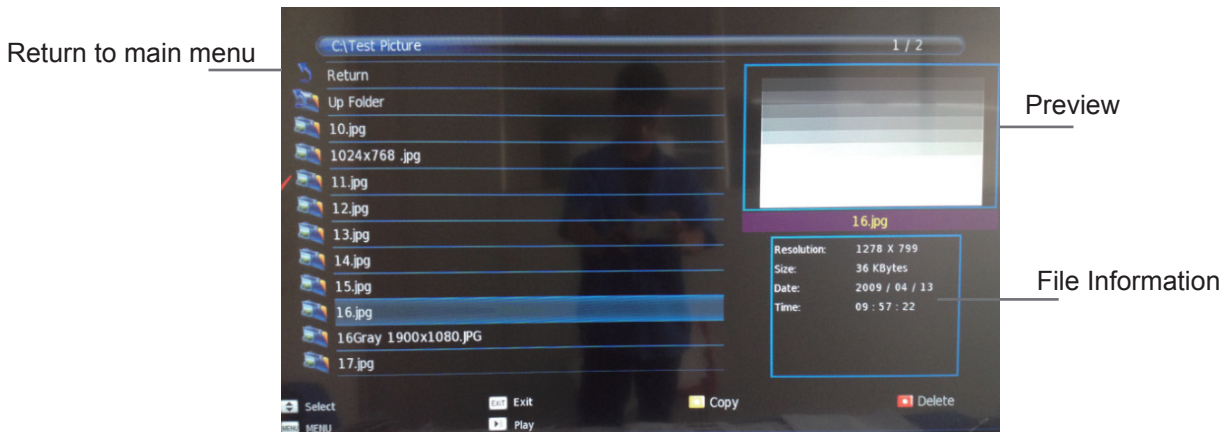 Return to main menu
C:\Test Picture 1 / 2
Return
Up Folder
10.jpg
1024x768 .jpg
11.jpg
12.jpg
13.jpg
14.jpg
15.jpg
16.jpg
16Gray 1900x1080.JPG
17.jpg
Preview
16.jpg
Resolution: 1278 X 799
Size: 36 KBytes
Date: 2009 / 04 / 13
Time: 09 : 57 : 22
File Information
Select EXIT Exit Copy Delete
MENU MENU Play